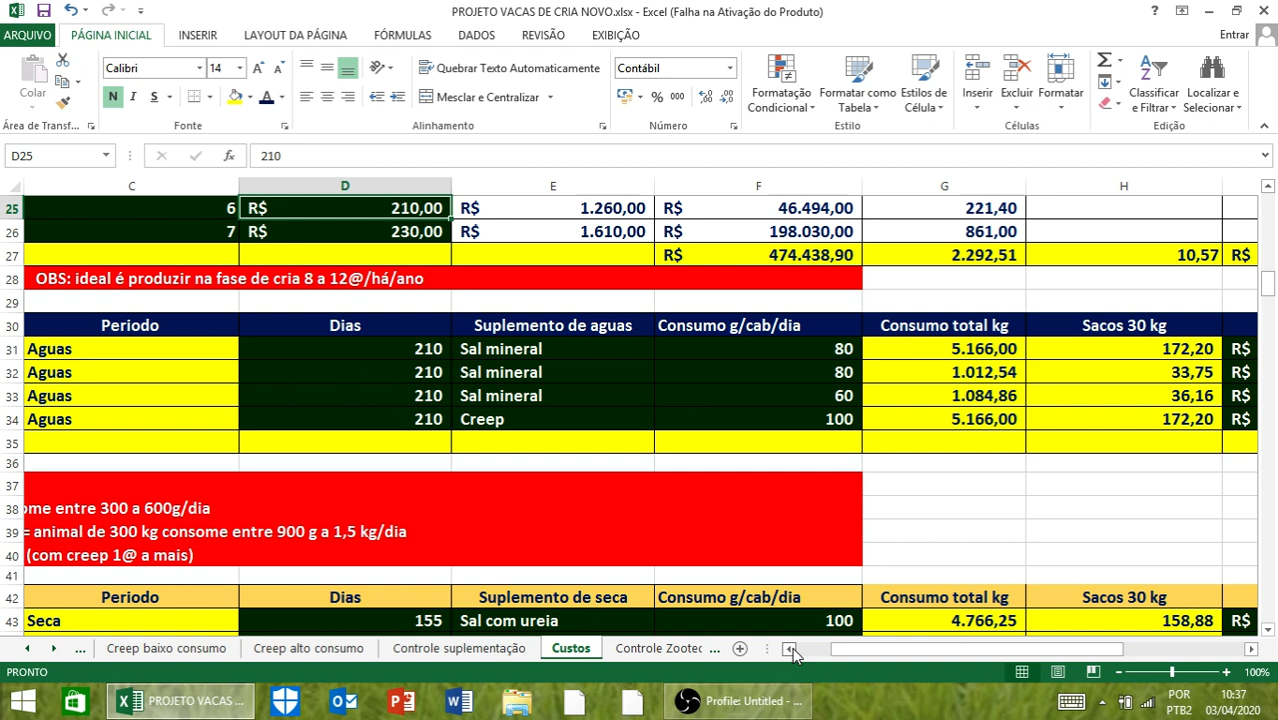 PROJETO VACAS DE CRIA NOVO.xlsx - Excel (Falha na Ativação do Produto)
ARQUIVO PÁGINA INICIAL INSERIR LAYOUT DA PÁGINA FÓRMULAS DADOS REVISÃO EXIBIÇÃO Entrar
Calibri 14 Quebrar Texto Automaticamente Contábil
Colar N I S A Mesclar e Centralizar % 000 Formatação Condicional Formatar como Tabela Estilos de Célula Inserir Excluir Formatar Classificar e Filtrar Localizar e Selecionar
Área de Transf... Fonte Alinhamento Número Estilo Células Edição
D25 fx 210
C D E F G H
25 6 R$ 210,00 R$ 1.260,00 R$ 46.494,00 221,40
26 7 R$ 230,00 R$ 1.610,00 R$ 198.030,00 861,00
27 R$ 474.438,90 2.292,51 10,57 R$
28 OBS: ideal é produzir na fase de cria 8 a 12@/há/ano
29
30 Periodo Dias Suplemento de aguas Consumo g/cab/dia Consumo total kg Sacos 30 kg
31 Aguas 210 Sal mineral 80 5.166,00 172,20 R$
32 Aguas 210 Sal mineral 80 1.012,54 33,75 R$
33 Aguas 210 Sal mineral 60 1.084,86 36,16 R$
34 Aguas 210 Creep 100 5.166,00 172,20 R$
35
36
37
38 ome entre 300 a 600g/dia
39 = animal de 300 kg consome entre 900 g a 1,5 kg/dia
40 (com creep 1@ a mais)
41
42 Periodo Dias Suplemento de seca Consumo g/cab/dia Consumo total kg Sacos 30 kg
43 Seca 155 Sal com ureia 100 4.766,25 158,88 R$
... Creep baixo consumo Creep alto consumo Controle suplementação Custos Controle Zootec ...
PRONTO 100%
PROJETO VACAS ... Profile: Untitled - ... POR 10:37
PTB2 03/04/2020